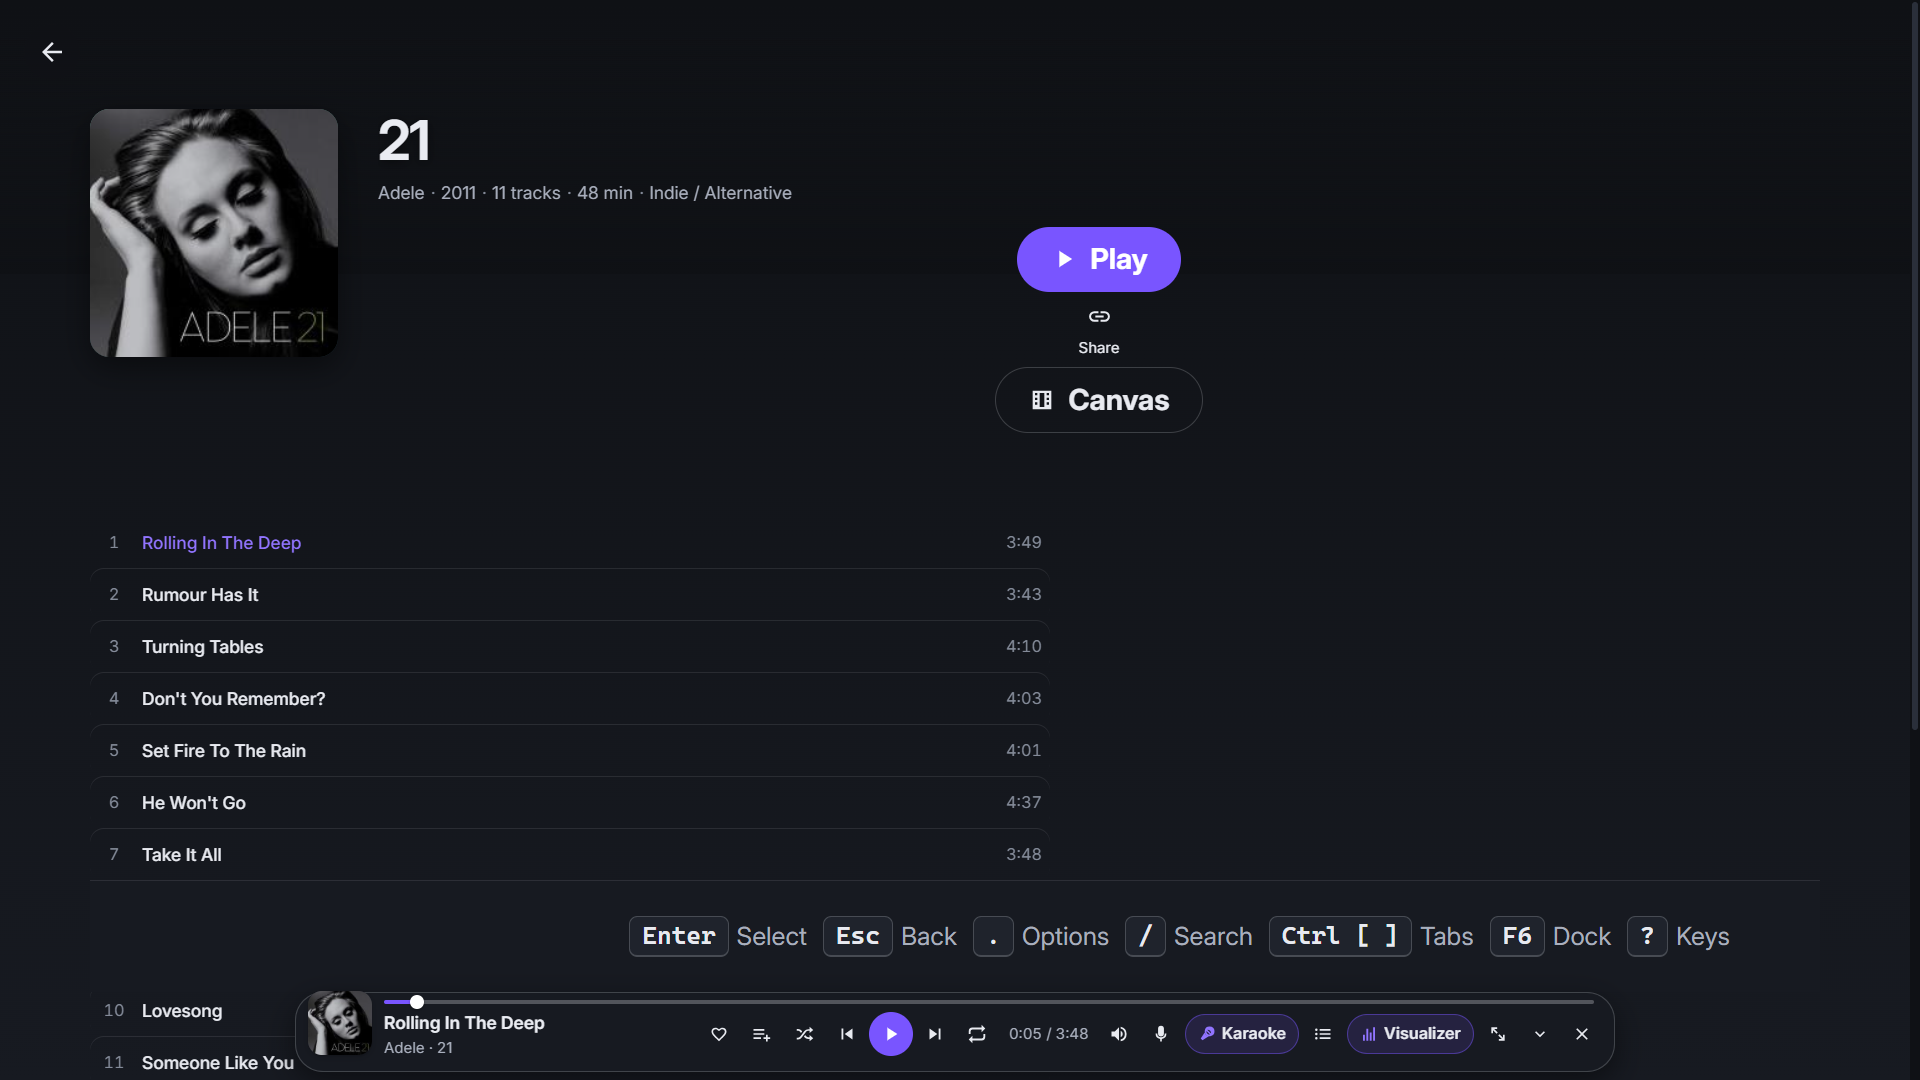 ADELE 21
21
Adele · 2011 · 11 tracks · 48 min · Indie / Alternative
Play
Share
Canvas
1 Rolling In The Deep 3:49
2 Rumour Has It 3:43
3 Turning Tables 4:10
4 Don't You Remember? 4:03
5 Set Fire To The Rain 4:01
6 He Won't Go 4:37
7 Take It All 3:48
Enter Select Esc Back . Options / Search Ctrl [ ] Tabs F6 Dock ? Keys
10 Lovesong
11 Someone Like You
ADELE 21
Rolling In The Deep
Adele · 21
0:05 / 3:48
Karaoke
Visualizer